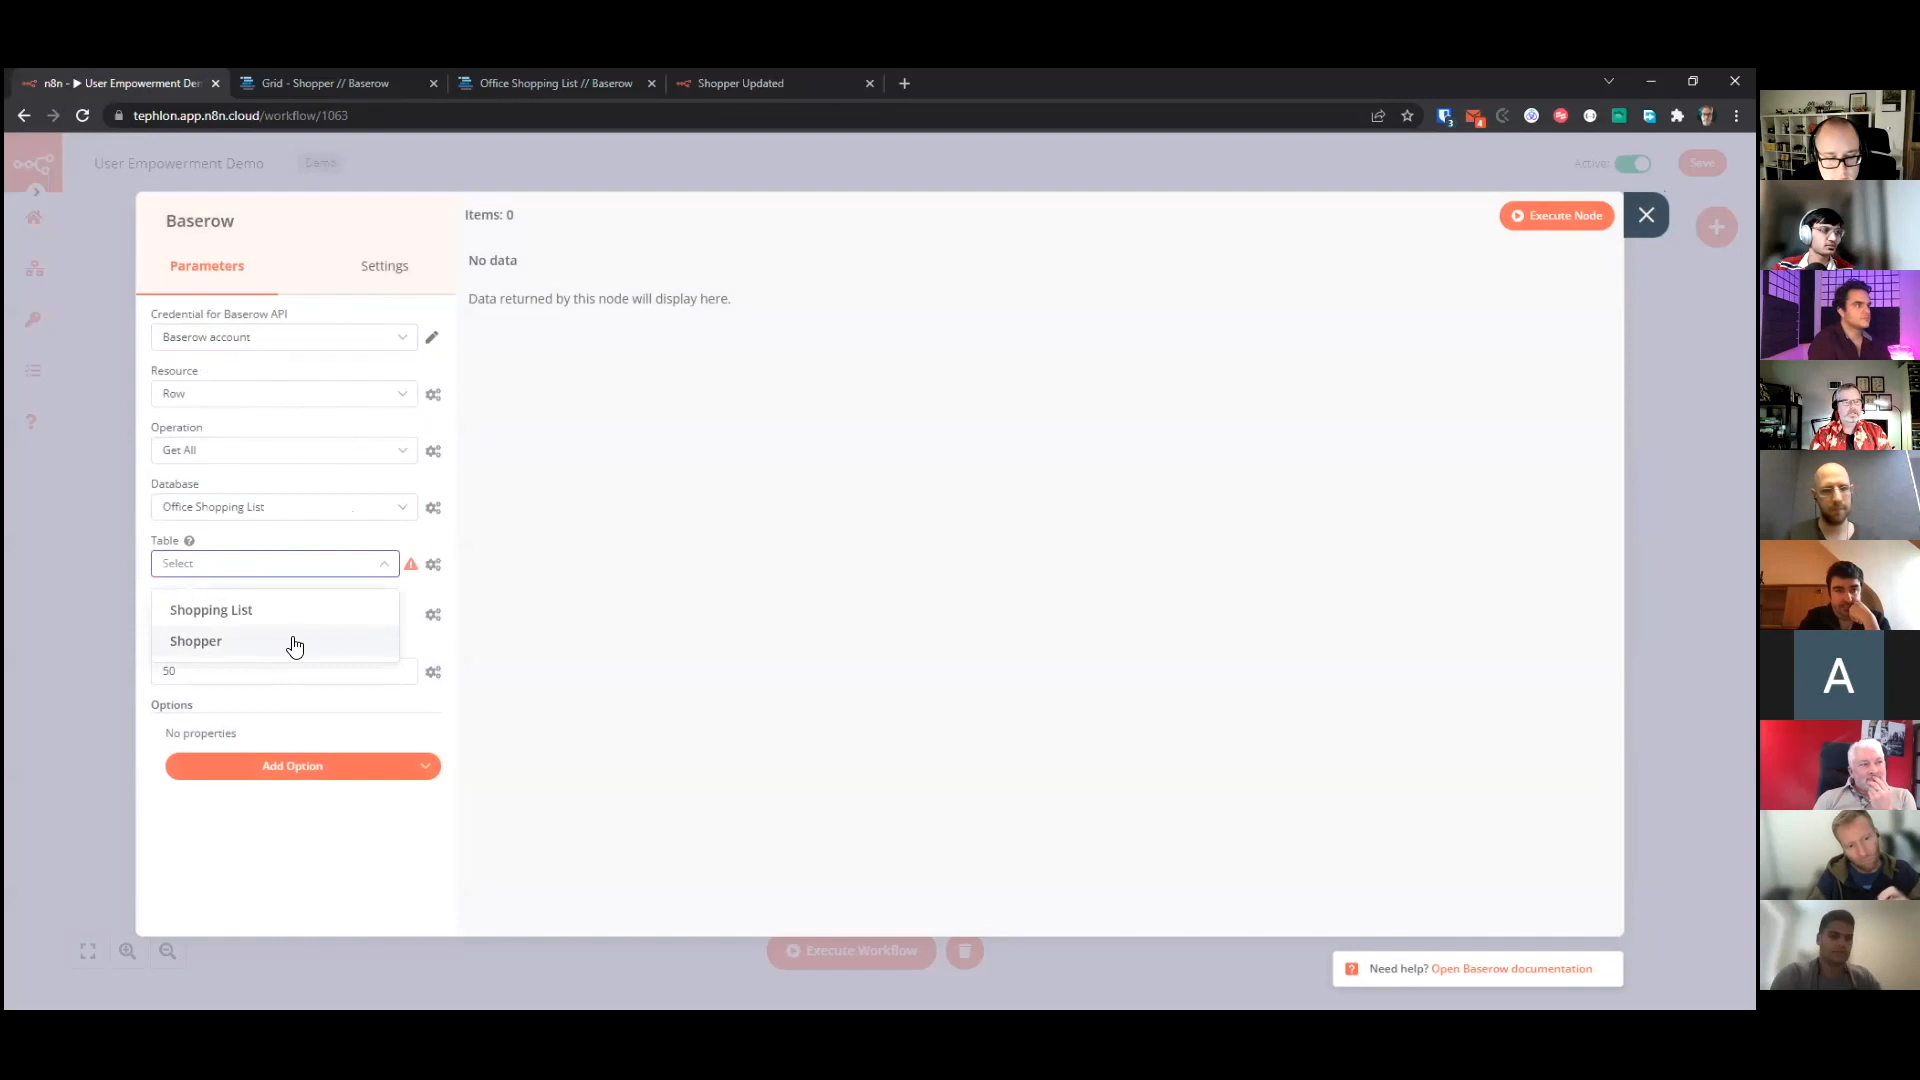 n8n - ▶ User Empowerment Der
Grid - Shopper // Baserow
Office Shopping List // Baserow
Shopper Updated
tephlon.app.n8n.cloud/workflow/1063
3
4
User Empowerment Demo
Demo
Active:
Save
Baserow
Parameters
Settings
Items: 0
Execute Node
No data
Data returned by this node will display here.
Credential for Baserow API
Baserow account
Resource
Row
Operation
Get All
Database
Office Shopping List
Table
Select
Shopping List
Shopper
50
Options
No properties
Add Option
Execute Workflow
Need help? Open Baserow documentation
A